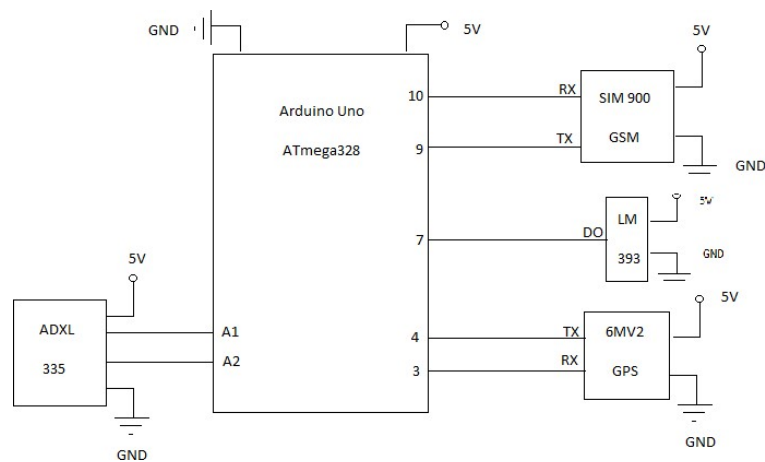 GND
5V
Arduino Uno
ATmega328
10
RX
SIM 900
GSM
5V
9
TX
GND
7
DO
LM
393
5V
GND
5V
ADXL
335
A1
A2
GND
4
TX
6MV2
GPS
5V
3
RX
GND